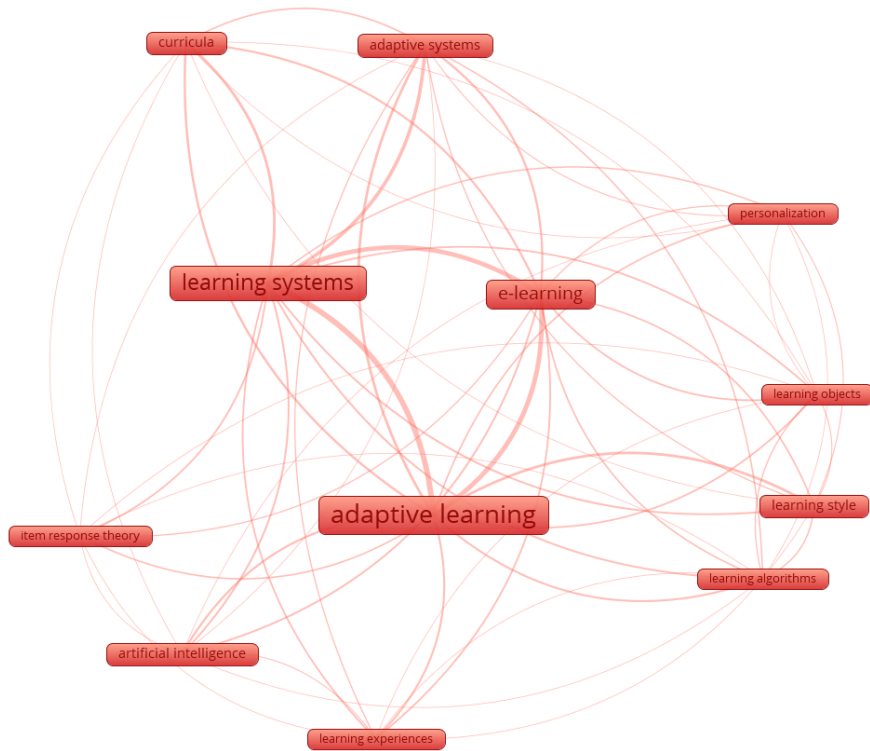 curricula
adaptive systems
personalization
learning systems
e-learning
learning objects
learning style
adaptive learning
item response theory
learning algorithms
artificial intelligence
learning experiences